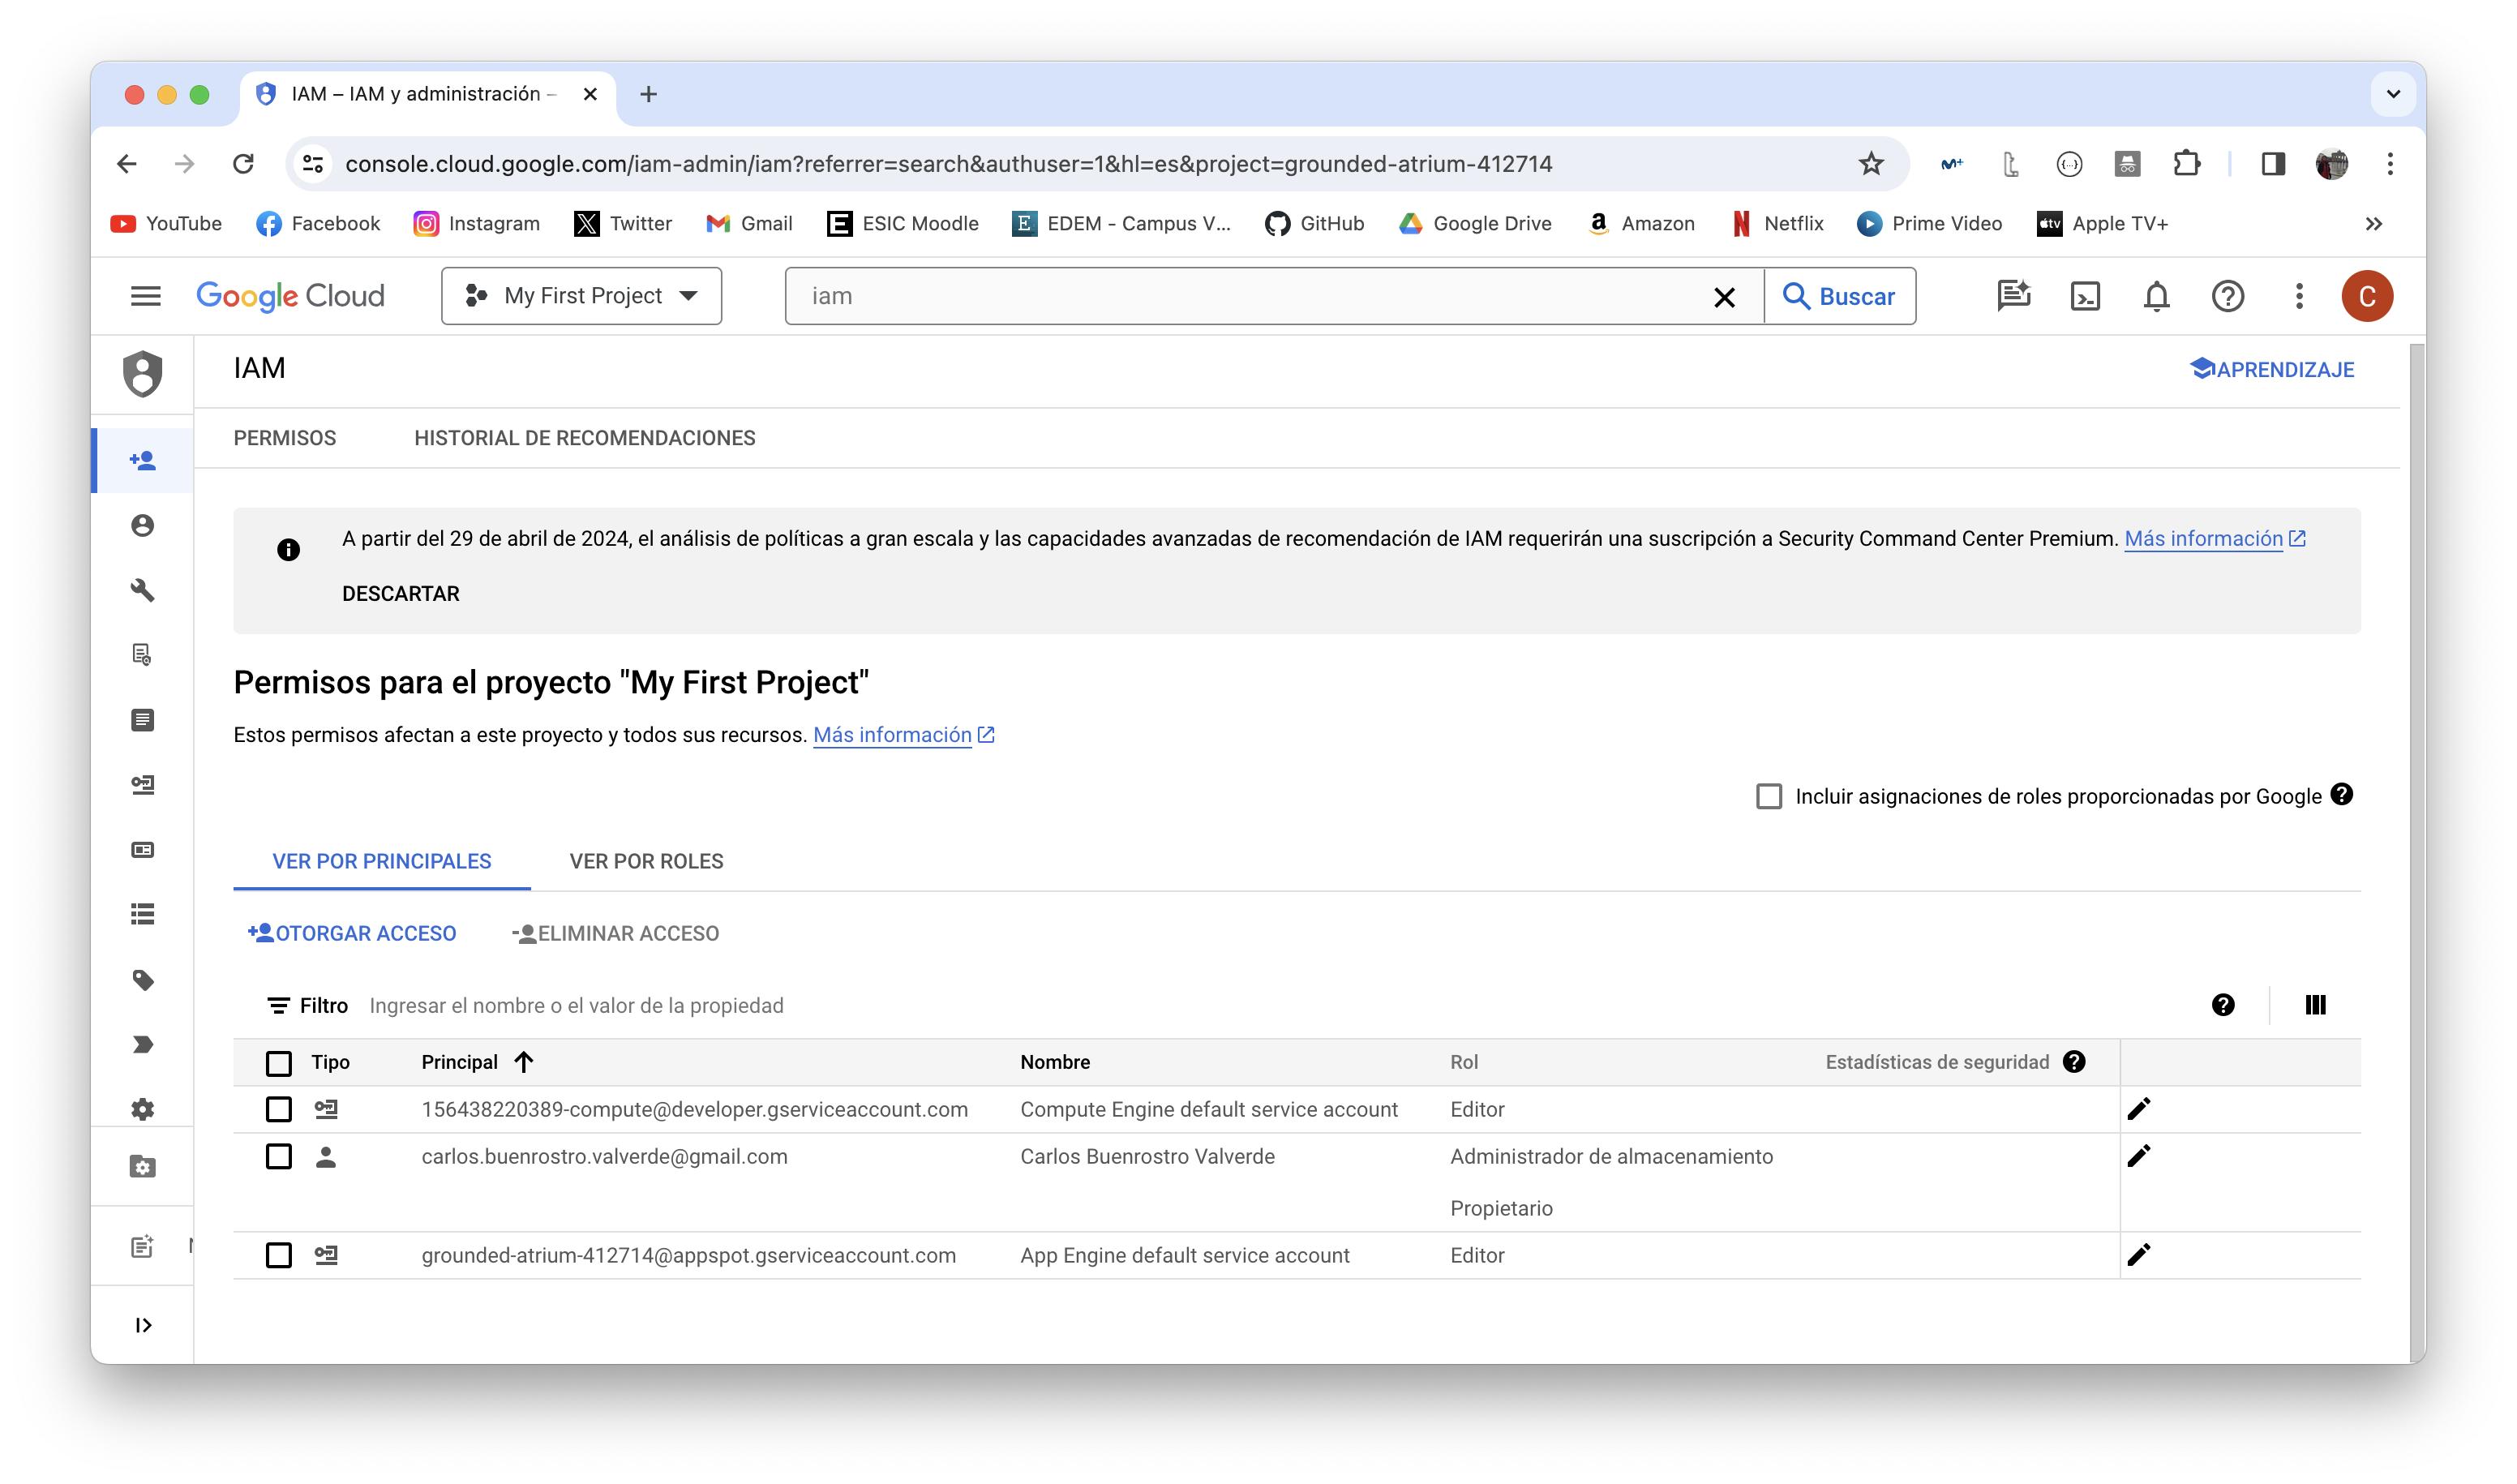 IAM – IAM y administración –
console.cloud.google.com/iam-admin/iam?referrer=search&authuser=1&hl=es&project=grounded-atrium-412714
YouTube Facebook Instagram Twitter Gmail ESIC Moodle EDEM - Campus V... GitHub Google Drive Amazon Netflix Prime Video Apple TV+
Google Cloud My First Project iam Buscar C
IAM APRENDIZAJE
PERMISOS HISTORIAL DE RECOMENDACIONES
A partir del 29 de abril de 2024, el análisis de políticas a gran escala y las capacidades avanzadas de recomendación de IAM requerirán una suscripción a Security Command Center Premium. Más información
DESCARTAR
Permisos para el proyecto "My First Project"
Estos permisos afectan a este proyecto y todos sus recursos. Más información
Incluir asignaciones de roles proporcionadas por Google
VER POR PRINCIPALES VER POR ROLES
OTORGAR ACCESO ELIMINAR ACCESO
Filtro Ingresar el nombre o el valor de la propiedad
Tipo Principal Nombre Rol Estadísticas de seguridad
156438220389-compute@developer.gserviceaccount.com Compute Engine default service account Editor
carlos.buenrostro.valverde@gmail.com Carlos Buenrostro Valverde Administrador de almacenamiento
Propietario
grounded-atrium-412714@appspot.gserviceaccount.com App Engine default service account Editor